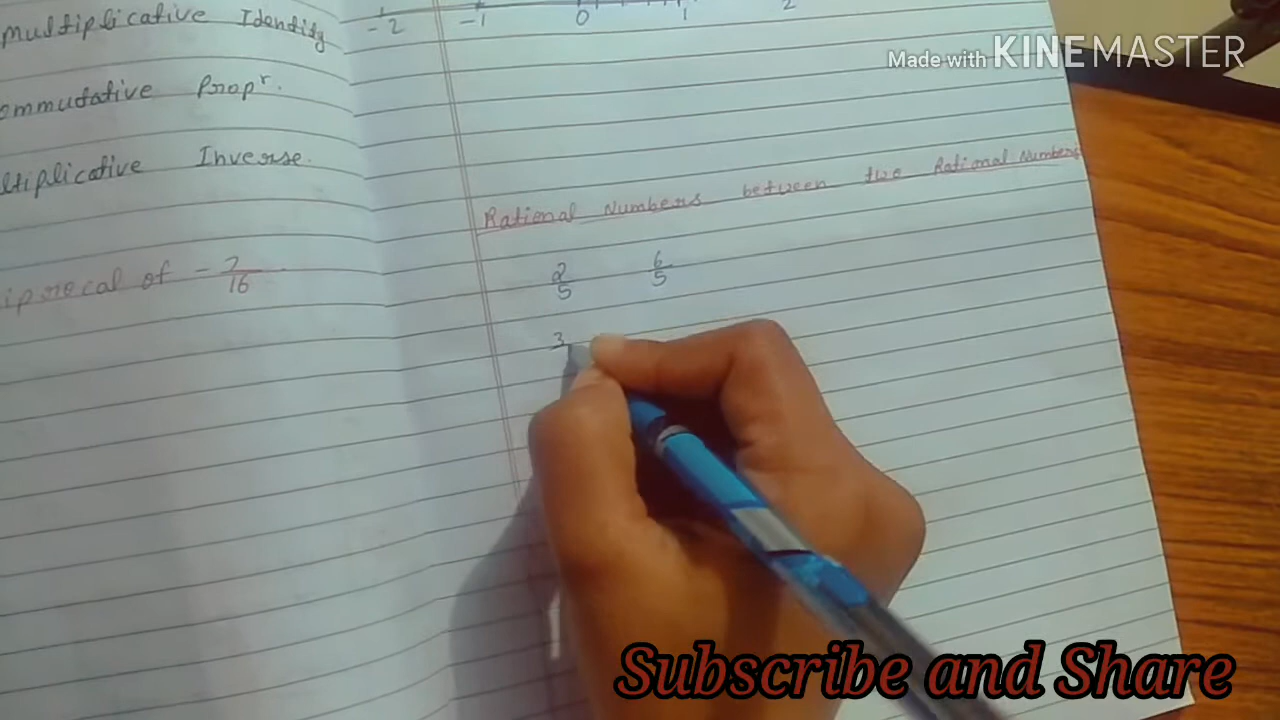 Multiplicative Identity
-2 -1 0 1 2
Made with KINEMASTER
ommutative Propr.
ltiplicative Inverse.
Rational Numbers between two Rational Numbers
iprocal of - 7/16
2/5 6/5
3
Subscribe and Share